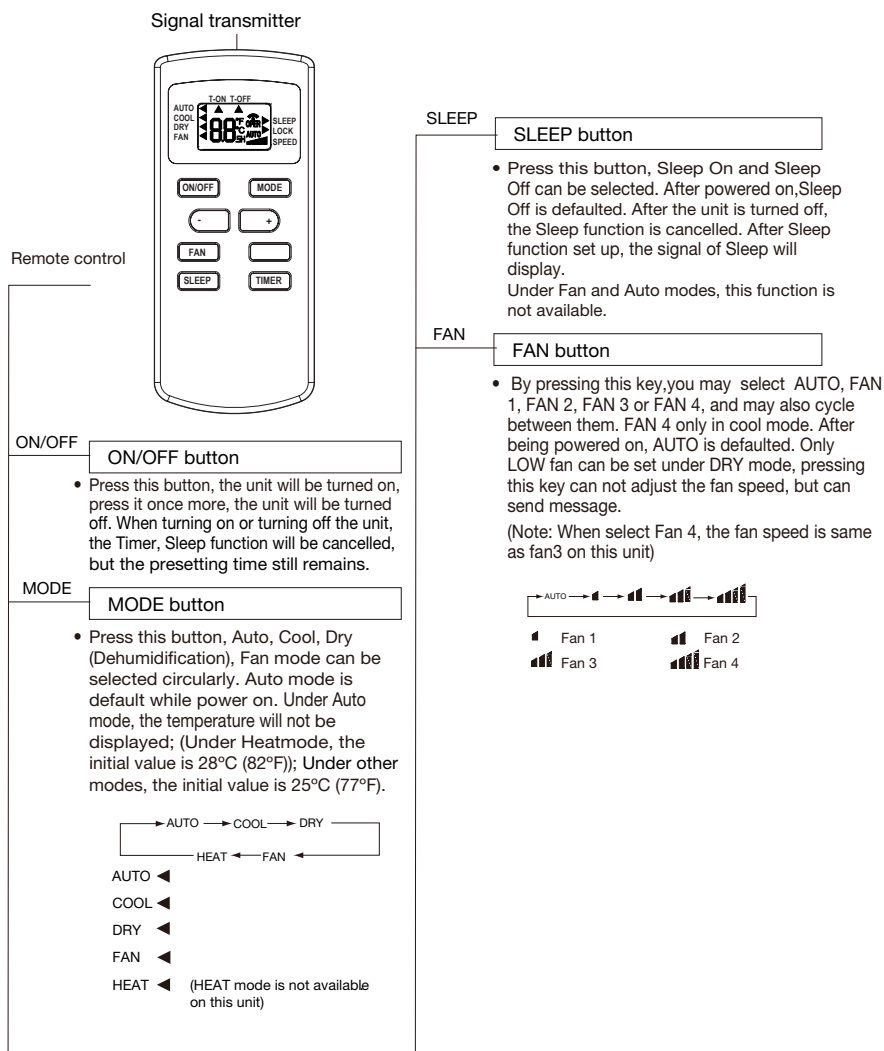 Signal transmitter
T-ON T-OFF
AUTO
COOL
DRY
FAN
88
°F
°C
OPER
AUTO
SLEEP
LOCK
SPEED
ON/OFF
MODE
-
+
FAN
SLEEP
TIMER
Remote control
ON/OFF
ON/OFF button
• Press this button, the unit will be turned on,
press it once more, the unit will be turned
off. When turning on or turning off the unit,
the Timer, Sleep function will be cancelled,
but the presetting time still remains.
MODE
MODE button
• Press this button, Auto, Cool, Dry
(Dehumidification), Fan mode can be
selected circularly. Auto mode is
default while power on. Under Auto
mode, the temperature will not be
displayed; (Under Heatmode, the
initial value is 28ºC (82ºF)); Under other
modes, the initial value is 25ºC (77ºF).
AUTO COOL DRY
HEAT FAN
AUTO
COOL
DRY
FAN
HEAT (HEAT mode is not available
on this unit)
SLEEP
SLEEP button
• Press this button, Sleep On and Sleep
Off can be selected. After powered on,Sleep
Off is defaulted. After the unit is turned off,
the Sleep function is cancelled. After Sleep
function set up, the signal of Sleep will
display.
Under Fan and Auto modes, this function is
not available.
FAN
FAN button
• By pressing this key,you may select AUTO, FAN
1, FAN 2, FAN 3 or FAN 4, and may also cycle
between them. FAN 4 only in cool mode. After
being powered on, AUTO is defaulted. Only
LOW fan can be set under DRY mode, pressing
this key can not adjust the fan speed, but can
send message.
(Note: When select Fan 4, the fan speed is same
as fan3 on this unit)
AUTO
Fan 1 Fan 2
Fan 3 Fan 4